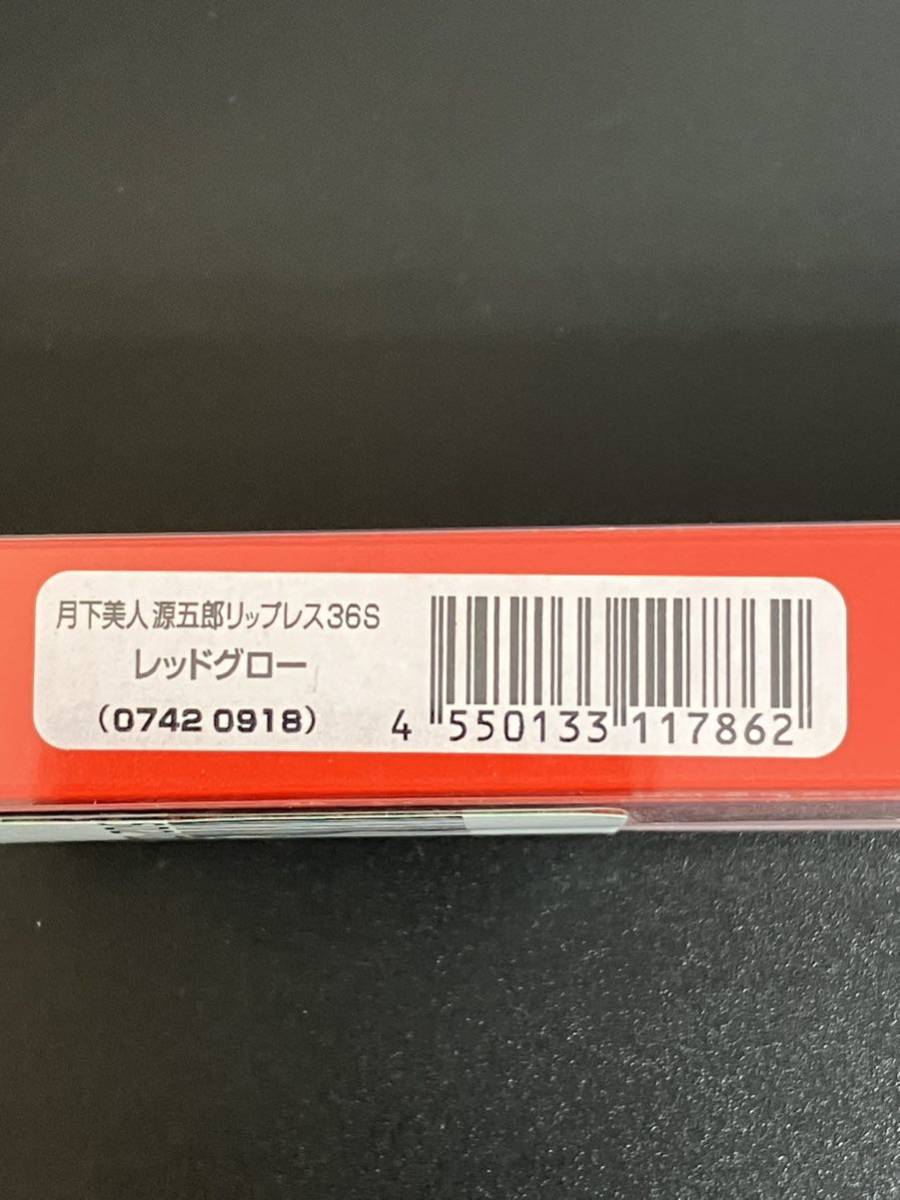 月下美人 源五郎リップレス36S
レッドグロー
(0742 0918)
4 550133 117862